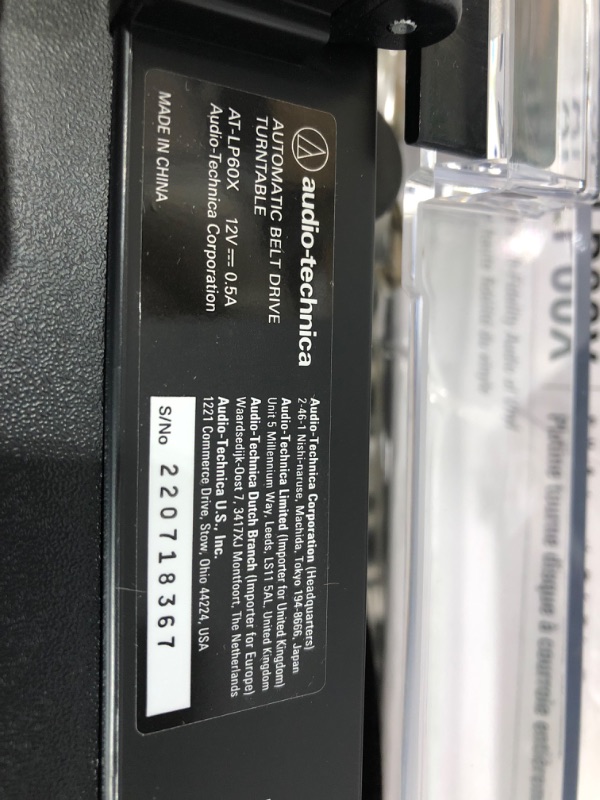 audio-technica
AUTOMATIC BELT DRIVE
TURNTABLE
AT-LP60X 12V ⎓ 0.5A
Audio-Technica Corporation
MADE IN CHINA
Audio-Technica Corporation (Headquarters)
2-46-1 Nishi-naruse, Machida, Tokyo 194-8666, Japan
Audio-Technica Limited (Importer for United Kingdom)
Unit 5 Millennium Way, Leeds, LS11 5AL, United Kingdom
Audio-Technica Dutch Branch (Importer for Europe)
Waardsedijk-Oost 7, 3417XJ Montfoort, The Netherlands
Audio-Technica U.S., Inc.
1221 Commerce Drive, Stow, Ohio 44224, USA
S/No 220718367
Platine tourne disque à courroie